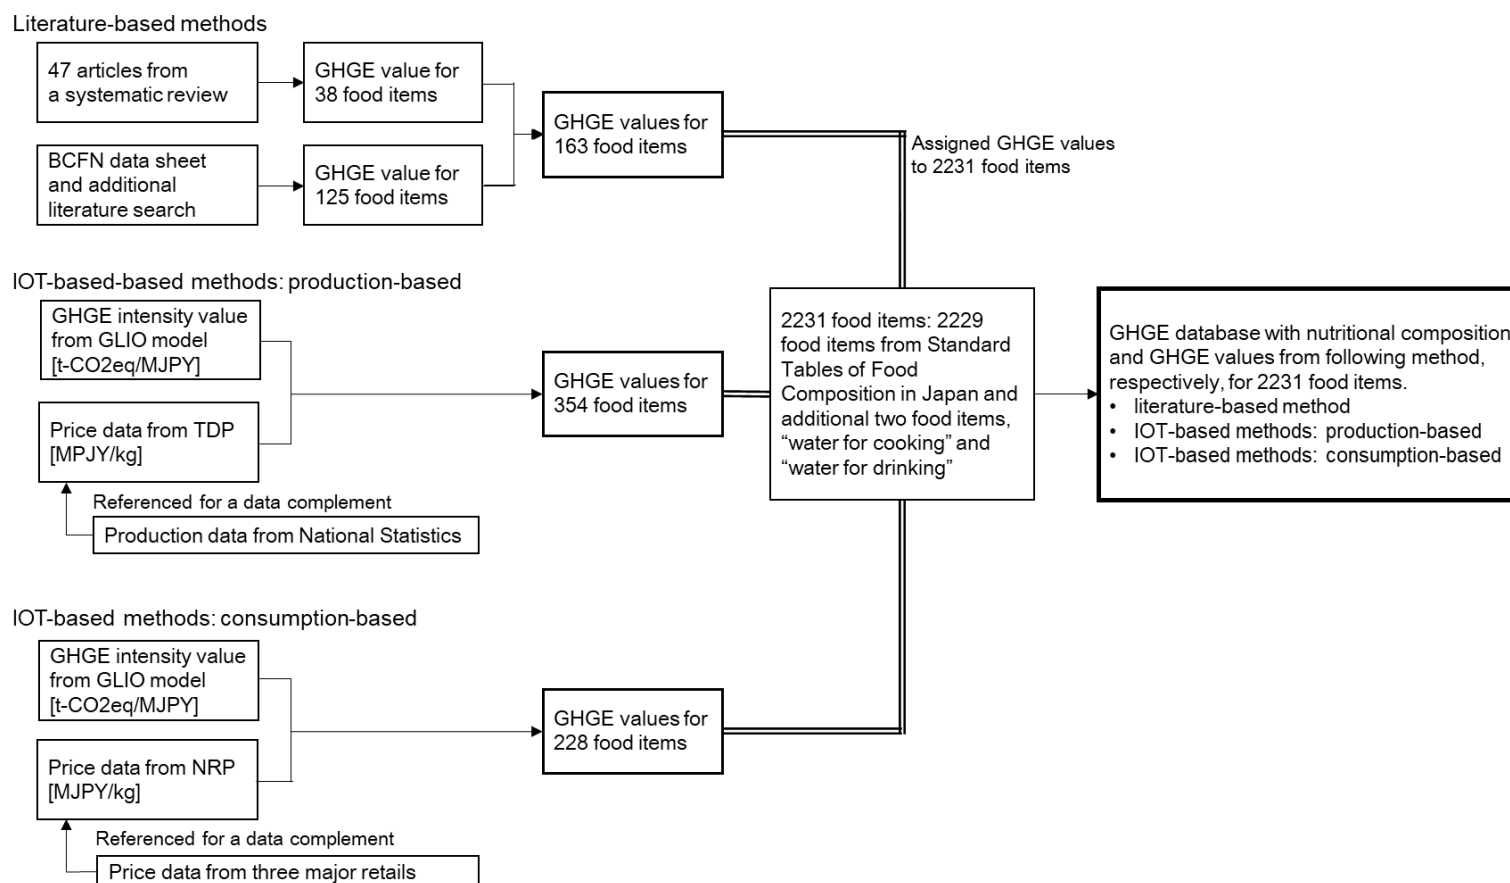 Literature-based methods
47 articles from
a systematic review
GHGE value for
38 food items
BCFN data sheet
and additional
literature search
GHGE value for
125 food items
GHGE values for
163 food items
Assigned GHGE values
to 2231 food items
IOT-based-based methods: production-based
GHGE intensity value
from GLIO model
[t-CO2eq/MJPY]
Price data from TDP
[MPJY/kg]
Referenced for a data complement
Production data from National Statistics
GHGE values for
354 food items
2231 food items: 2229
food items from Standard
Tables of Food
Composition in Japan and
additional two food items,
“water for cooking” and
“water for drinking”
GHGE database with nutritional composition
and GHGE values from following method,
respectively, for 2231 food items.
• literature-based method
• IOT-based methods: production-based
• IOT-based methods: consumption-based
IOT-based methods: consumption-based
GHGE intensity value
from GLIO model
[t-CO2eq/MJPY]
Price data from NRP
[MJPY/kg]
Referenced for a data complement
Price data from three major retails
GHGE values for
228 food items